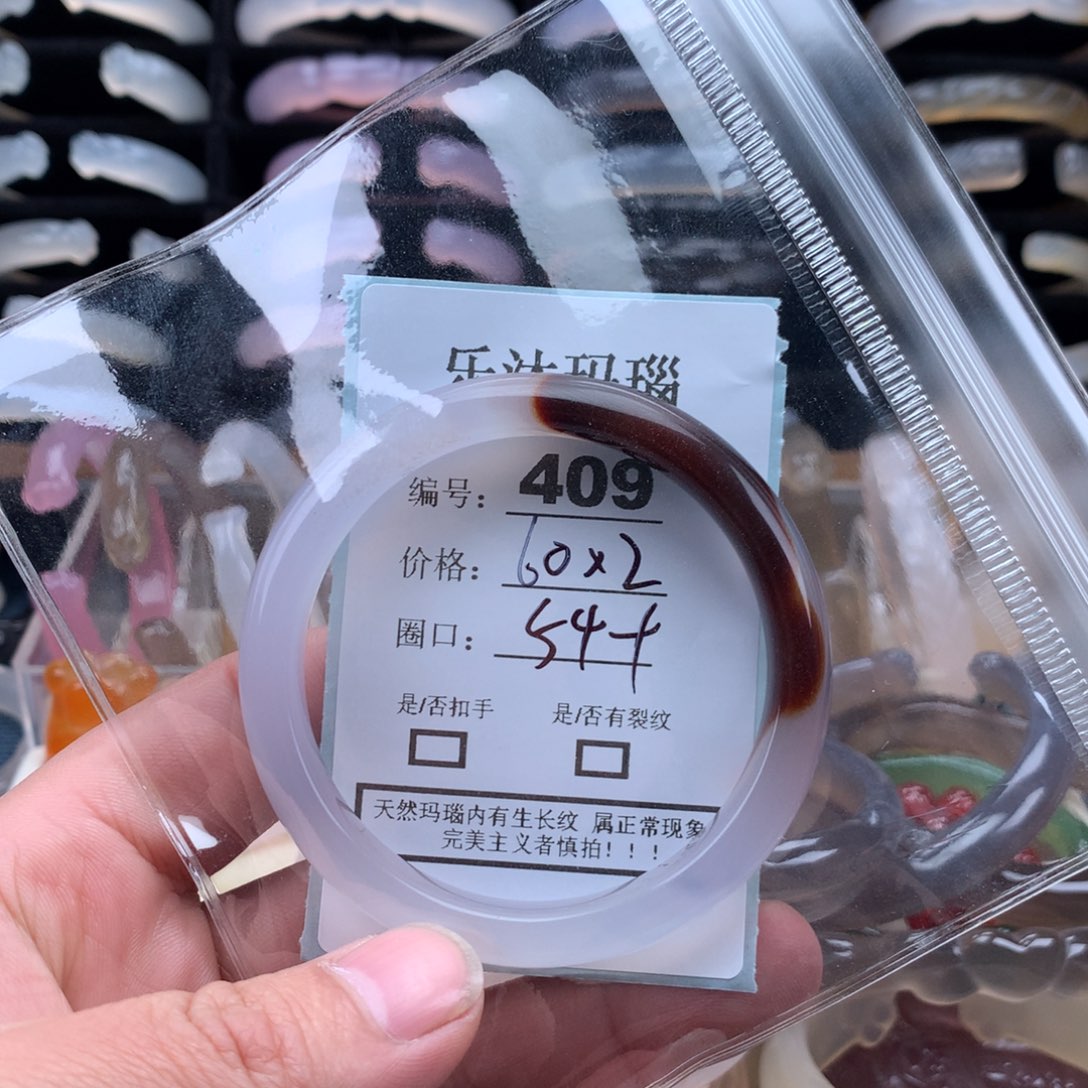 乐沐玛瑙
编号: 409
价格: 60x2
圈口: 54+
是/否扣手 是/否有裂纹
天然玛瑙内有生长纹 属正常现象
完美主义者慎拍!!!